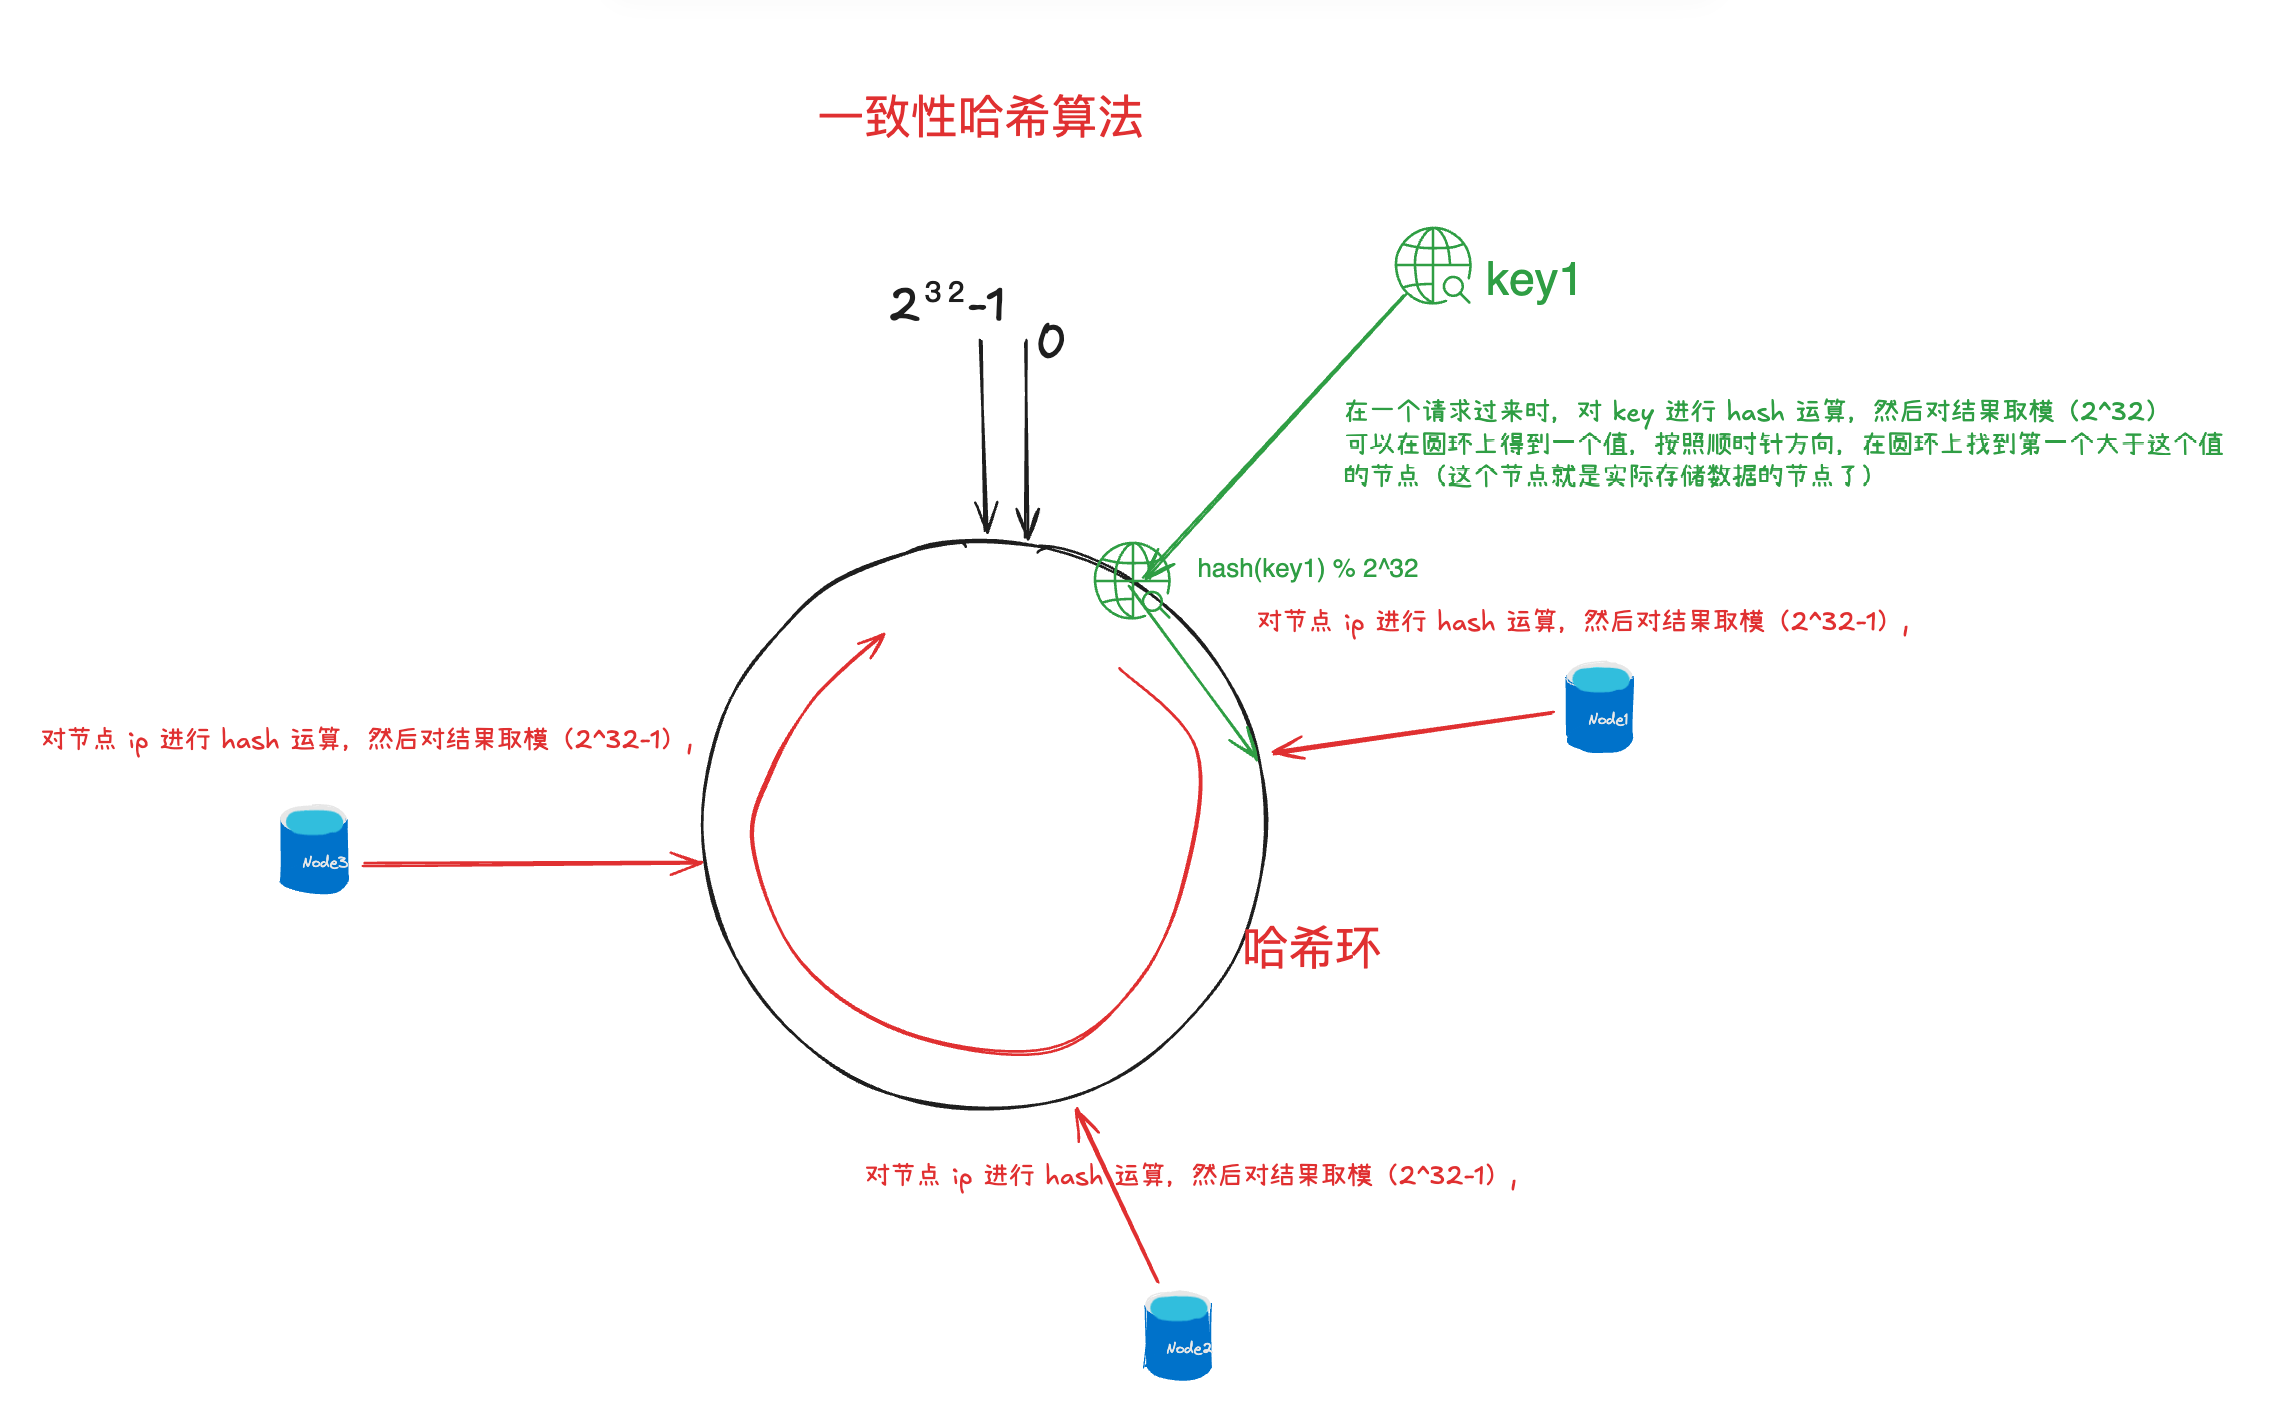 一致性哈希算法
2³²-1
0
key1
在一个请求过来时，对 key 进行 hash 运算，然后对结果取模（2^32）
可以在圆环上得到一个值，按照顺时针方向，在圆环上找到第一个大于这个值
的节点（这个节点就是实际存储数据的节点了）
hash(key1) % 2^32
对节点 ip 进行 hash 运算，然后对结果取模（2^32-1）,
Node1
对节点 ip 进行 hash 运算，然后对结果取模（2^32-1）,
Node3
哈希环
对节点 ip 进行 hash 运算，然后对结果取模（2^32-1）,
Node2